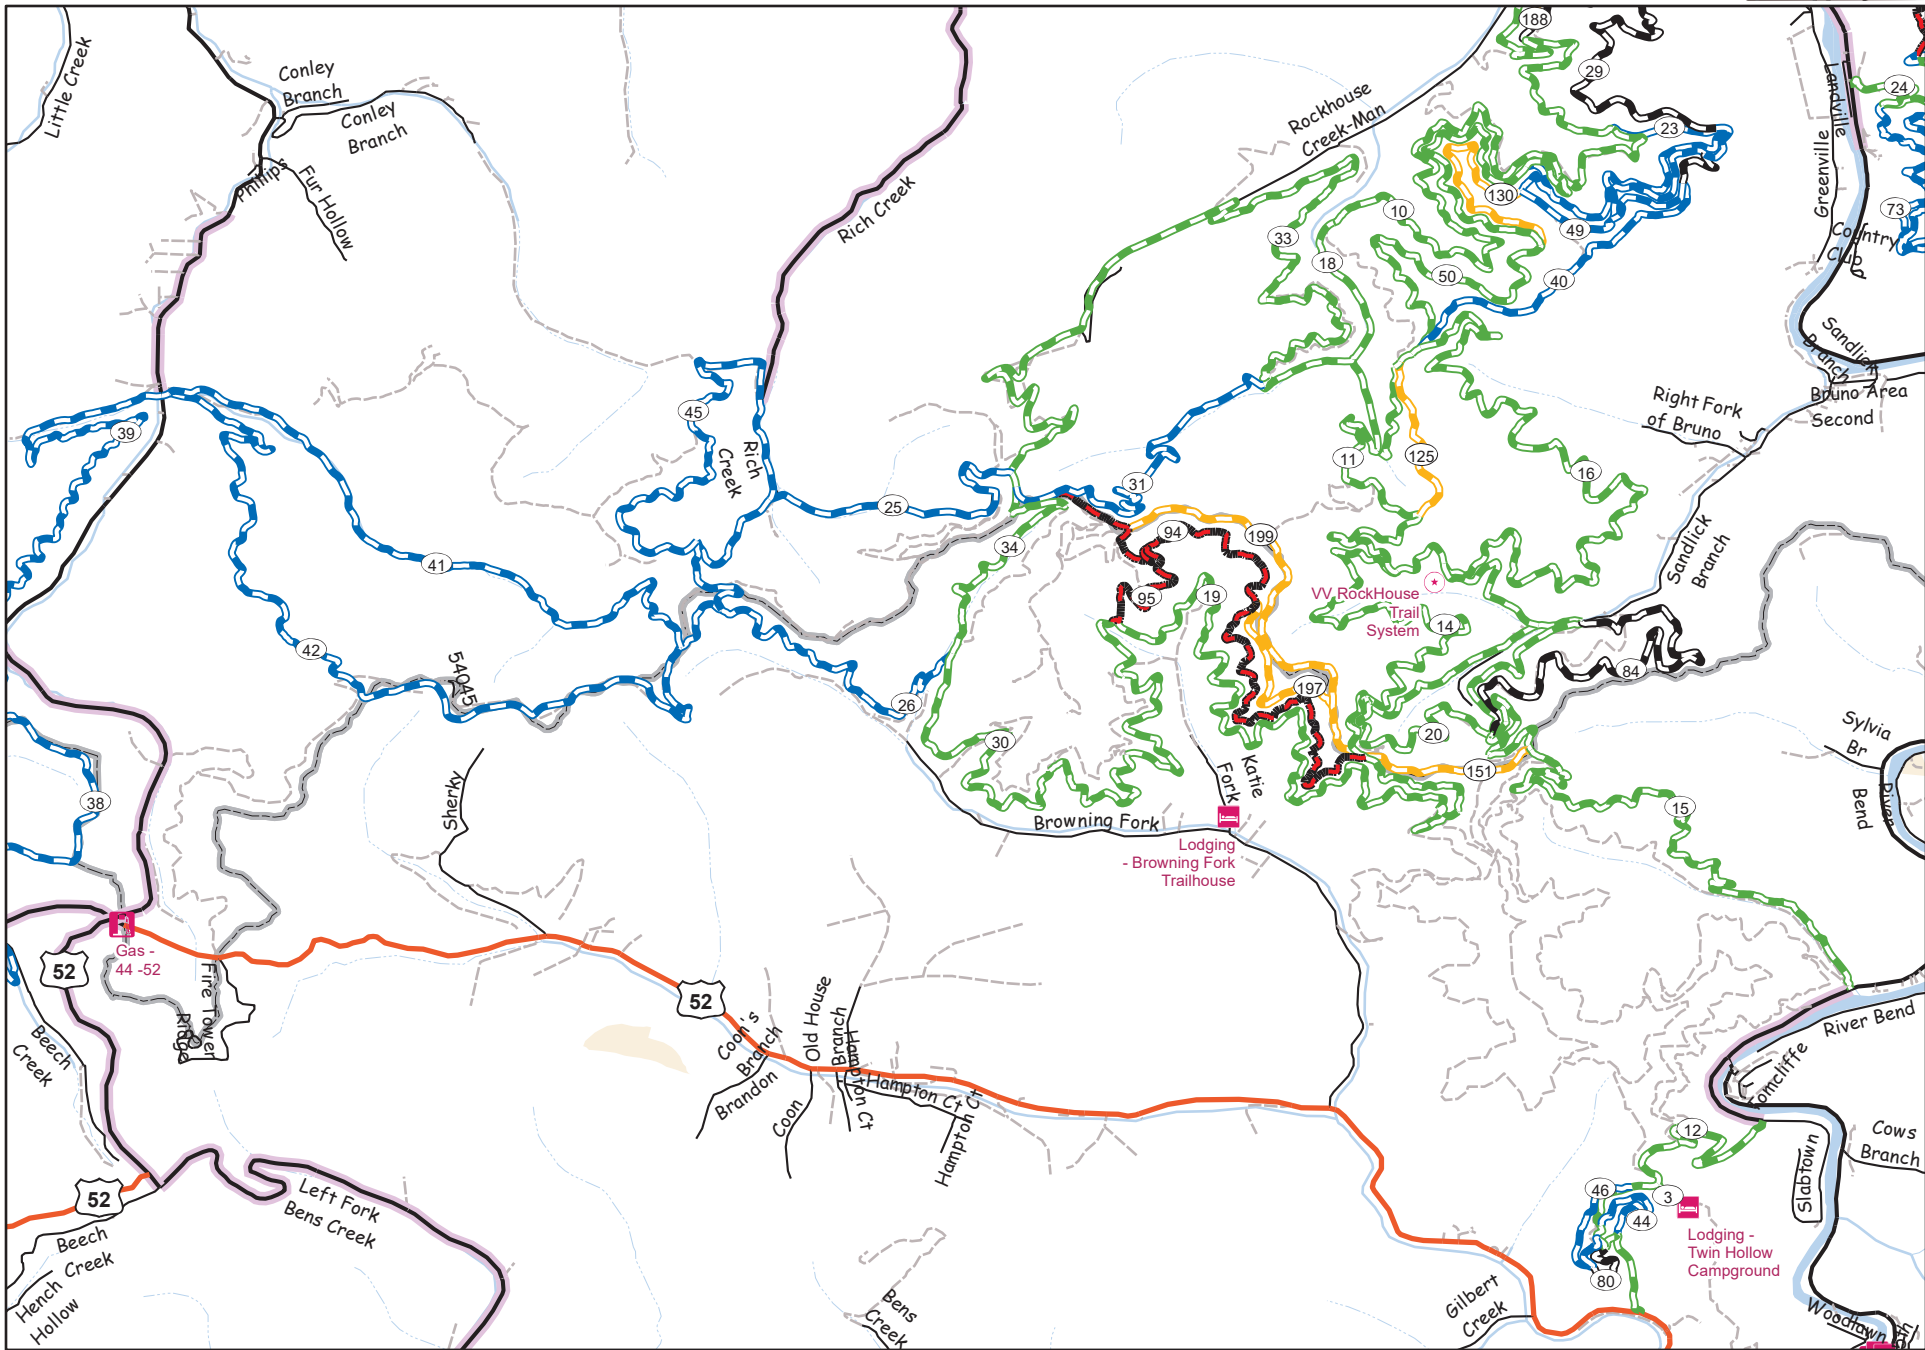 188
Little Creek
Conley
Branch
Conley
Branch
Phillips
Fur Hollow
Rich Creek
Rockhouse
Creek-Man
29
23
24
Landville
Greenville
73
Country
Club
130
49
10
33
18
50
40
Sandlick
Branch
Bruno Area
Second
Right Fork
of Bruno
39
45
Rich
Creek
25
31
11
125
16
41
34
94
199
95
19
VV RockHouse
Trail
System
14
Sandlick
Branch
42
54045
26
30
197
20
151
84
15
Sylvia
Br
River
Bend
38
Sherky
Browning Fork
Katie
Fork
Lodging
- Browning Fork
Trailhouse
Gas -
44 -52
52
52
Fire Tower
Ridge
Beech
Creek
Coon's
Branch
Brandon
Old House
Branch
Coon
Hampton Ct
Hampton Ct
Hampton Ct
River Bend
Tomcliffe
12
Slabtown
Cows
Branch
52
Left Fork
Bens Creek
Beech
Creek
Hench
Hollow
46
3
44
80
Lodging -
Twin Hollow
Campground
Bens
Creek
Gilbert
Creek
Woodlawn